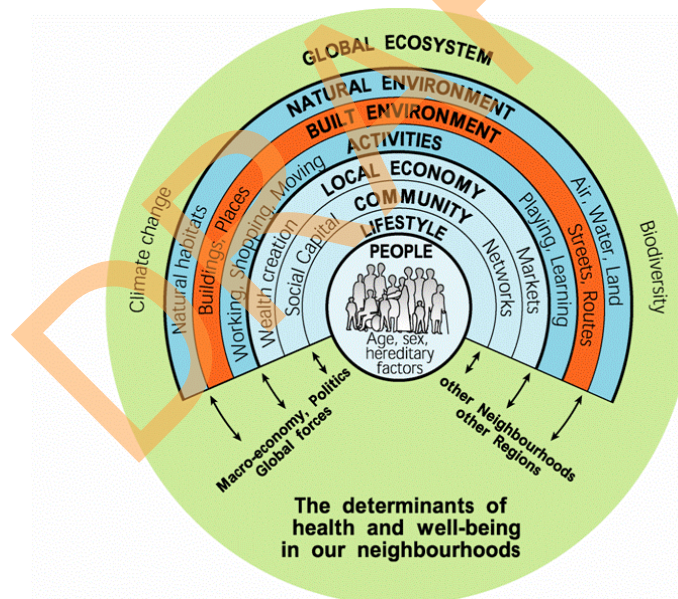 GLOBAL ECOSYSTEM
NATURAL ENVIRONMENT
BUILT ENVIRONMENT
ACTIVITIES
LOCAL ECONOMY
COMMUNITY
LIFESTYLE
PEOPLE
Age, sex,
hereditary
factors
Climate change
Natural habitats
Buildings, Places
Working, Shopping, Moving
Wealth creation
Social Capital
Networks
Markets
Playing, Learning
Streets, Routes
Air, Water, Land
Biodiversity
Macro-economy, Politics
Global forces
other Neighbourhoods
other Regions
The determinants of
health and well-being
in our neighbourhoods